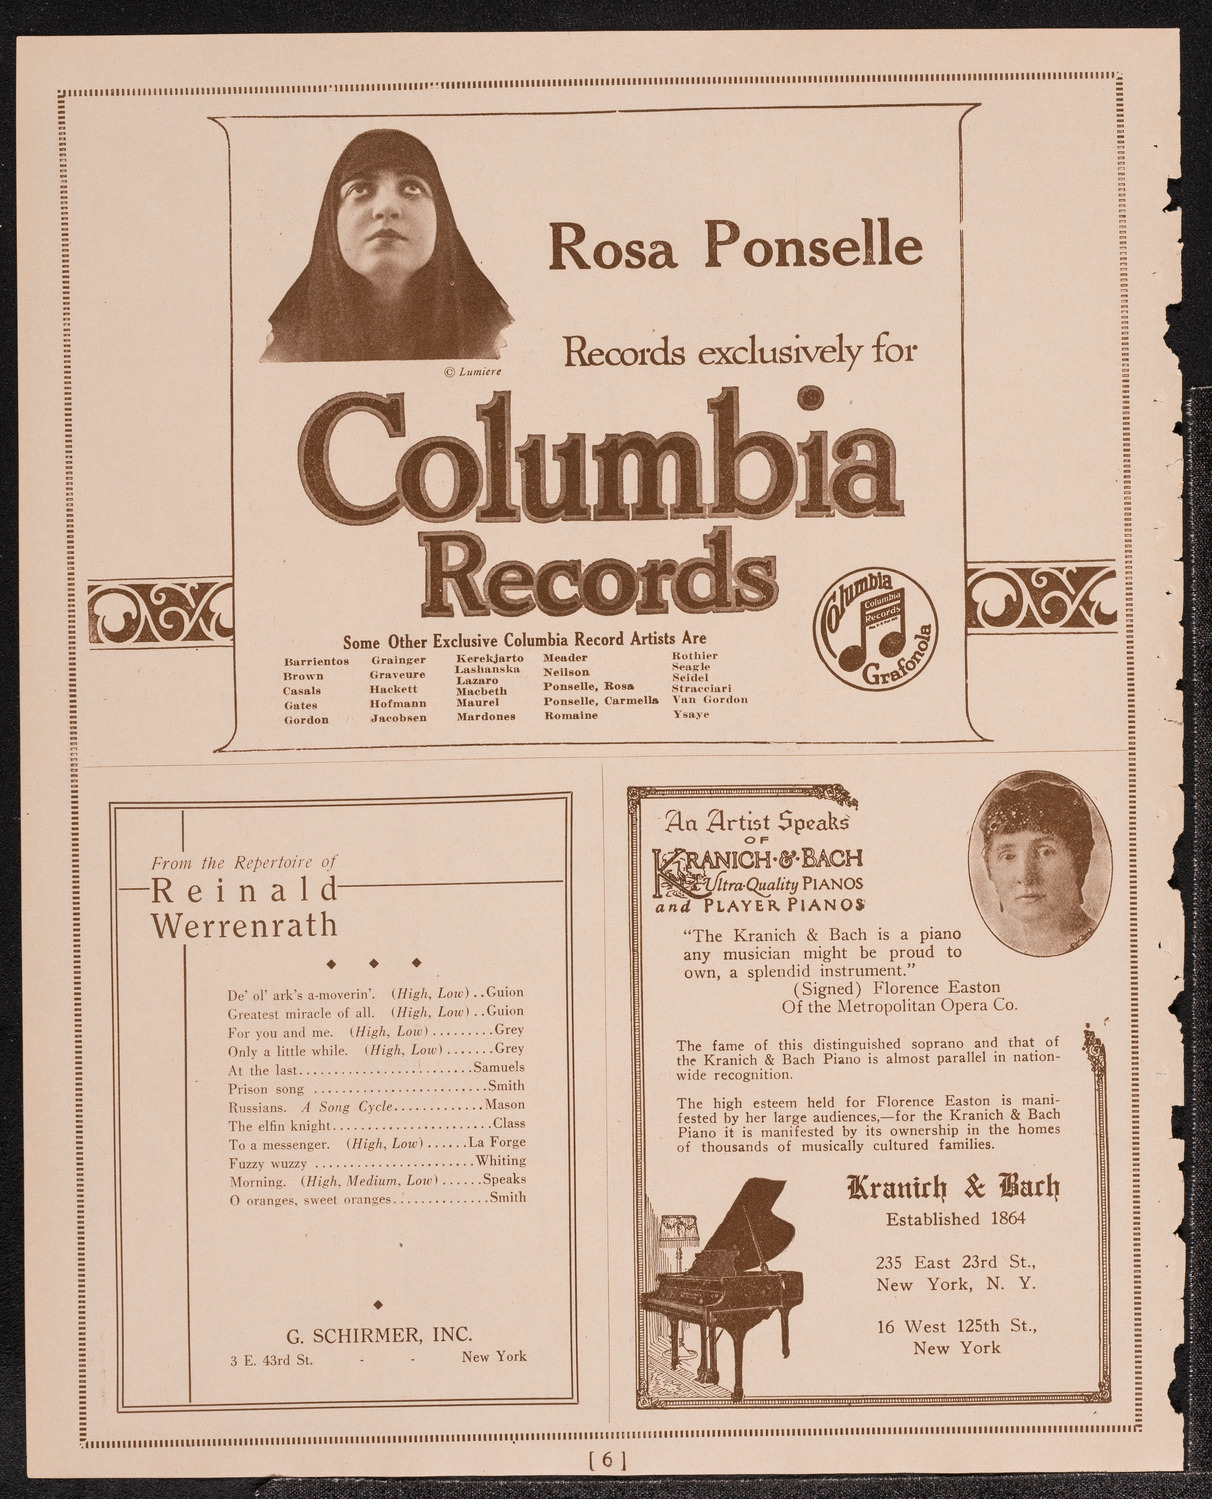 Rosa Ponselle
Records exclusively for
© Lumiere
Columbia
Records
Columbia
Columbia
Records
Grafonola
Some Other Exclusive Columbia Record Artists Are
Barrientos
Brown
Casals
Gates
Gordon
Grainger
Graveure
Hackett
Hofmann
Jacobsen
Kerekjarto
Lashanska
Lazaro
Macbeth
Maurel
Mardones
Meader
Neilson
Ponselle, Rosa
Ponselle, Carmella
Romaine
Rothier
Seagle
Seidel
Stracciari
Van Gordon
Ysaye
From the Repertoire of
Reinald
Werrenrath
De' ol' ark's a-moverin'. (High, Low) ..Guion
Greatest miracle of all. (High, Low) ..Guion
For you and me. (High, Low) .........Grey
Only a little while. (High, Low) .......Grey
At the last.........................Samuels
Prison song .........................Smith
Russians. A Song Cycle.............Mason
The elfin knight.......................Class
To a messenger. (High, Low) ......La Forge
Fuzzy wuzzy .......................Whiting
Morning. (High, Medium, Low) ......Speaks
O oranges, sweet oranges..............Smith
G. SCHIRMER, INC.
3 E. 43rd St. - - New York
An Artist Speaks
OF
KRANICH·&·BACH
Ultra-Quality PIANOS
and PLAYER PIANOS
"The Kranich & Bach is a piano
any musician might be proud to
own, a splendid instrument."
(Signed) Florence Easton
Of the Metropolitan Opera Co.
The fame of this distinguished soprano and that of
the Kranich & Bach Piano is almost parallel in nation-
wide recognition.
The high esteem held for Florence Easton is mani-
fested by her large audiences,—for the Kranich & Bach
Piano it is manifested by its ownership in the homes
of thousands of musically cultured families.
Kranich & Bach
Established 1864
235 East 23rd St.,
New York, N. Y.
16 West 125th St.,
New York
[ 6 ]